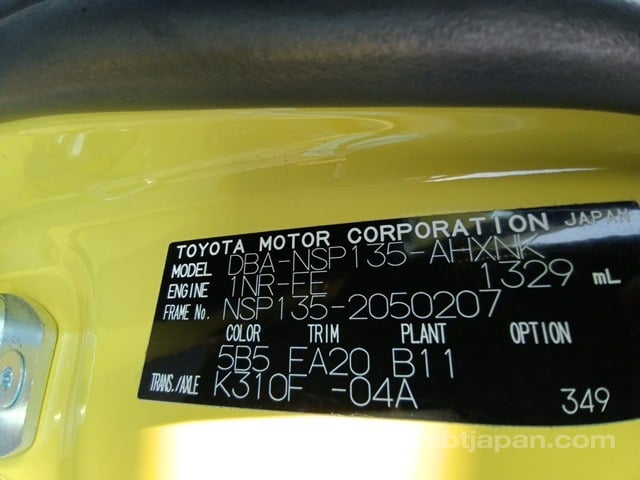 TOYOTA MOTOR CORPORATION JAPAN
MODEL DBA-NSP135-AHXNK
ENGINE 1NR-FE 1329 mL
FRAME No. NSP135-2050207
COLOR TRIM PLANT OPTION
5B5 FA20 B11
TRANS./AXLE K310F -04A 349
sbtjapan.com